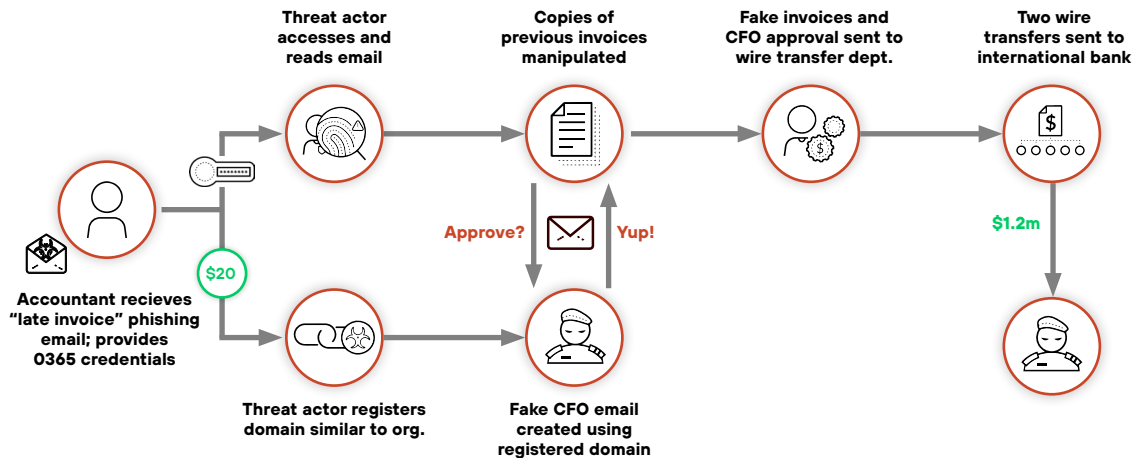 Threat actor
accesses and
reads email
Copies of
previous invoices
manipulated
Fake invoices and
CFO approval sent to
wire transfer dept.
Two wire
transfers sent to
international bank
$
$
Approve?
Yup!
$1.2m
$20
Accountant recieves
“late invoice” phishing
email; provides
0365 credentials
Threat actor registers
domain similar to org.
Fake CFO email
created using
registered domain